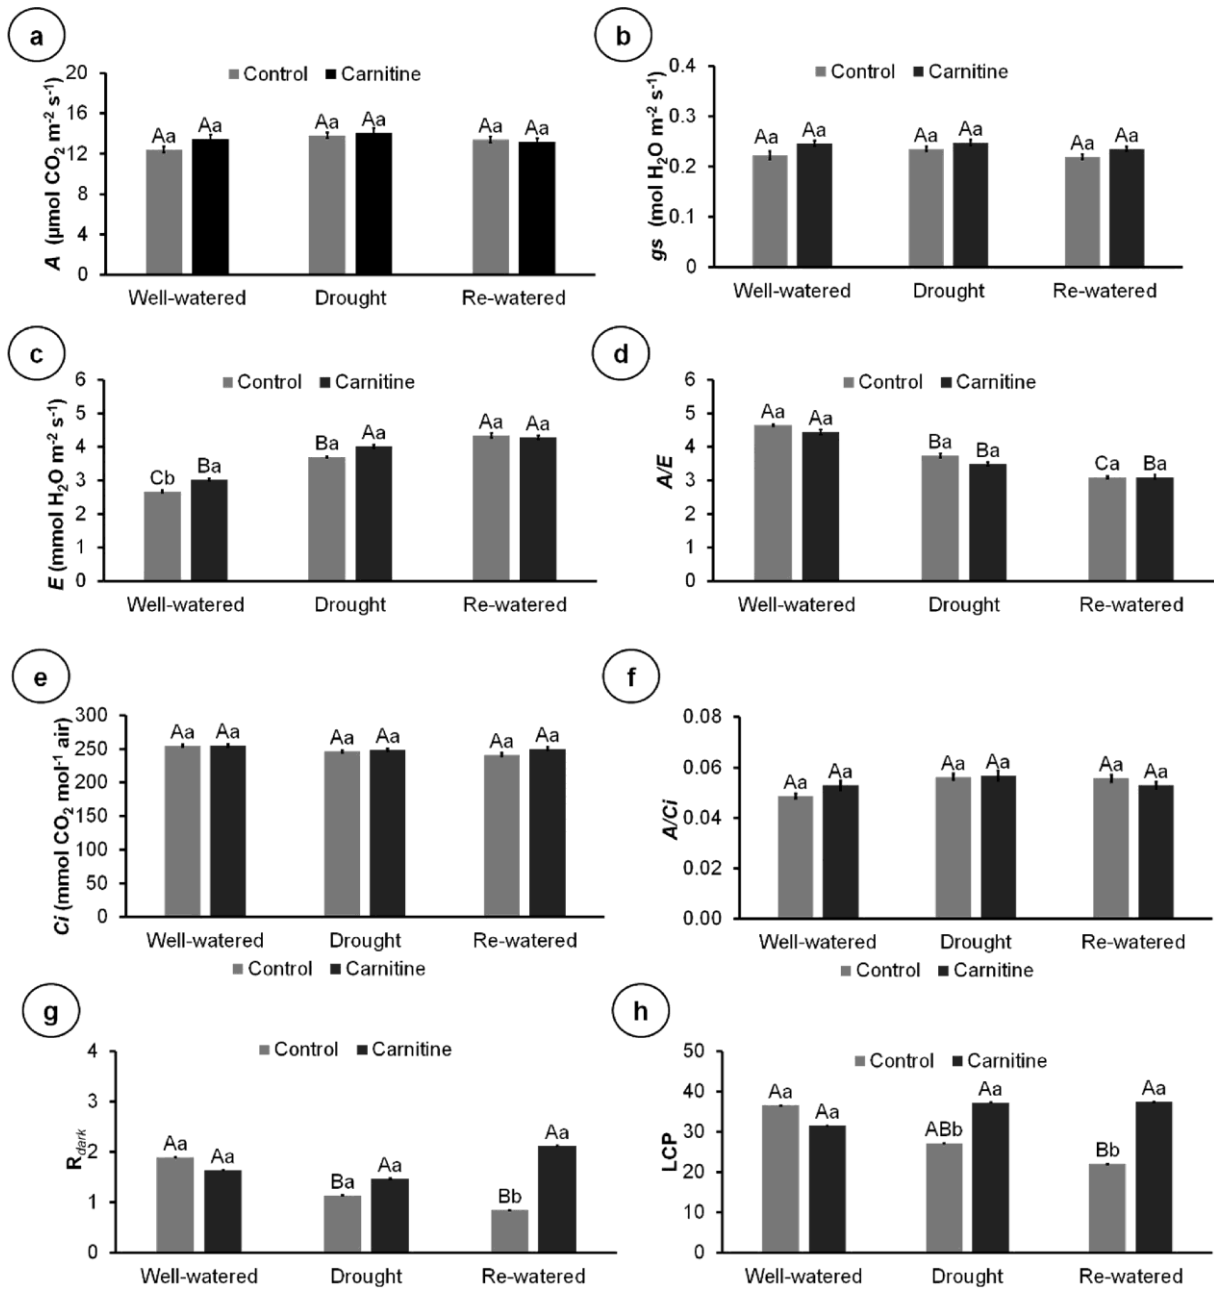 a
Control Carnitine
A (µmol CO2 m-2 s-1)
20
16
12
8
4
0
Aa Aa Aa Aa Aa Aa
Well-watered Drought Re-watered
b
Control Carnitine
gs (mol H2O m-2 s-1)
0.4
0.3
0.2
0.1
0
Aa Aa Aa Aa Aa Aa
Well-watered Drought Re-watered
c
Control Carnitine
E (mmol H2O m-2 s-1)
6
5
4
3
2
1
0
Cb Ba Ba Aa Aa Aa
Well-watered Drought Re-watered
d
Control Carnitine
A/E
6
5
4
3
2
1
0
Aa Aa Ba Ba Ca Ba
Well-watered Drought Re-watered
e
Ci (mmol CO2 mol-1 air)
300
250
200
150
100
50
0
Aa Aa Aa Aa Aa Aa
Well-watered Drought Re-watered
Control Carnitine
f
A/Ci
0.08
0.06
0.04
0.02
0.00
Aa Aa Aa Aa Aa Aa
Well-watered Drought Re-watered
Control Carnitine
g
Control Carnitine
Rdark
4
3
2
1
0
Aa Aa Ba Aa Bb Aa
Well-watered Drought Re-watered
h
Control Carnitine
LCP
50
40
30
20
10
0
Aa Aa ABb Aa Bb Aa
Well-watered Drought Re-watered